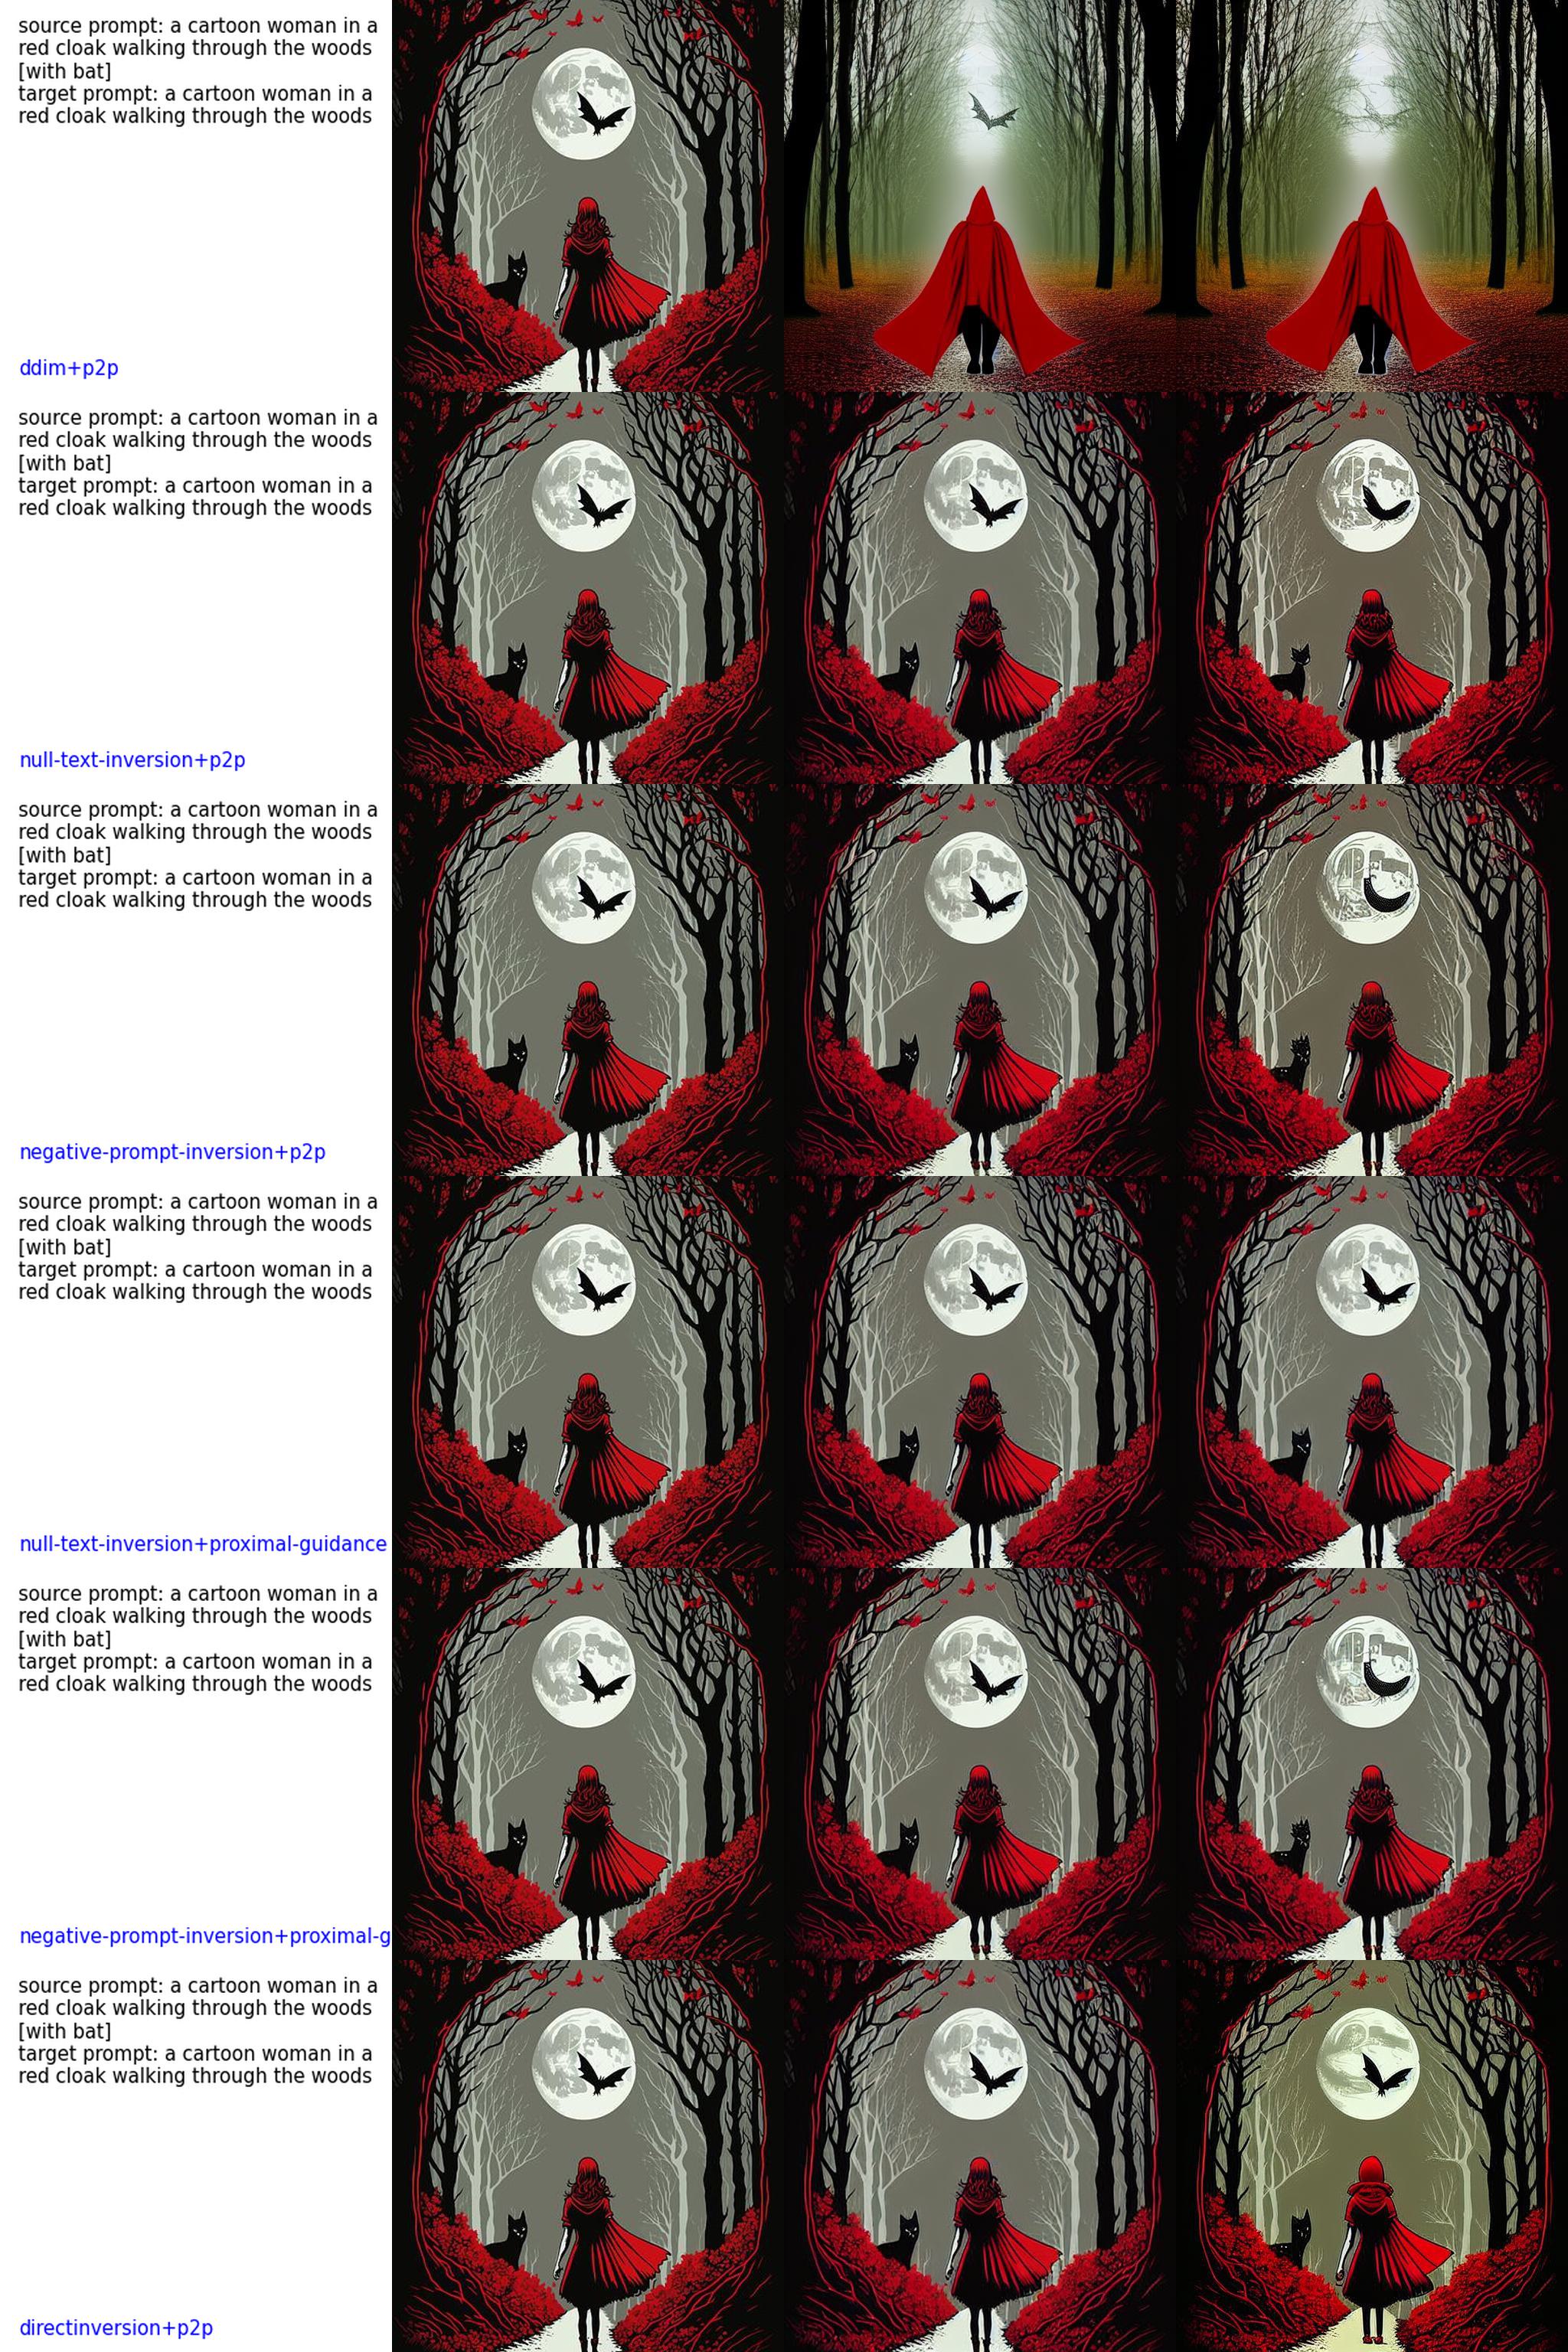 source prompt: a cartoon woman in a
red cloak walking through the woods
[with bat]
target prompt: a cartoon woman in a
red cloak walking through the woods
ddim+p2p
source prompt: a cartoon woman in a
red cloak walking through the woods
[with bat]
target prompt: a cartoon woman in a
red cloak walking through the woods
null-text-inversion+p2p
source prompt: a cartoon woman in a
red cloak walking through the woods
[with bat]
target prompt: a cartoon woman in a
red cloak walking through the woods
negative-prompt-inversion+p2p
source prompt: a cartoon woman in a
red cloak walking through the woods
[with bat]
target prompt: a cartoon woman in a
red cloak walking through the woods
null-text-inversion+proximal-guidance
source prompt: a cartoon woman in a
red cloak walking through the woods
[with bat]
target prompt: a cartoon woman in a
red cloak walking through the woods
negative-prompt-inversion+proximal-g
source prompt: a cartoon woman in a
red cloak walking through the woods
[with bat]
target prompt: a cartoon woman in a
red cloak walking through the woods
directinversion+p2p